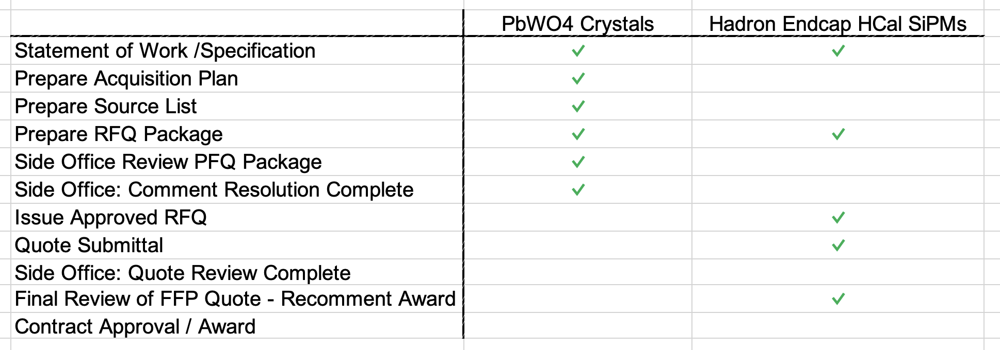 PbWO4 Crystals Hadron Endcap HCal SiPMs
Statement of Work /Specification ✓ ✓
Prepare Acquisition Plan ✓
Prepare Source List ✓
Prepare RFQ Package ✓ ✓
Side Office Review PFQ Package ✓
Side Office: Comment Resolution Complete ✓
Issue Approved RFQ ✓
Quote Submittal ✓
Side Office: Quote Review Complete
Final Review of FFP Quote - Recomment Award ✓
Contract Approval / Award